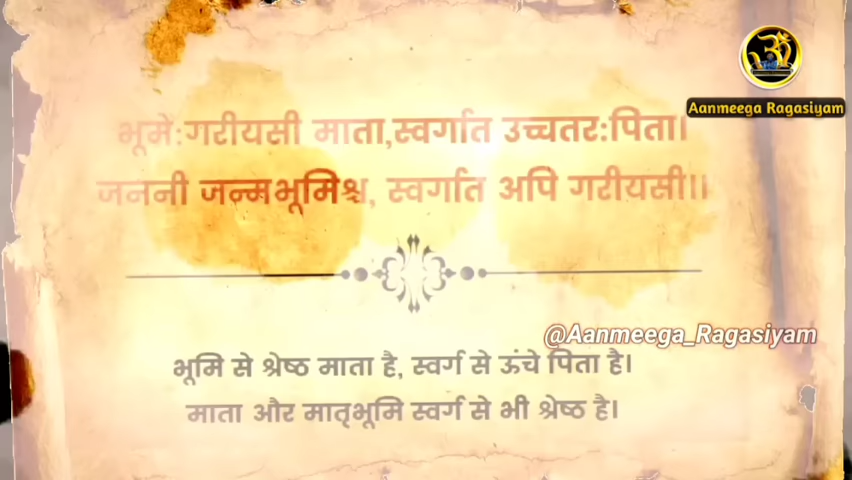 Aanmeega Ragasiyam
भूमे:गरीयसी माता,स्वर्गात उच्चतर:पिता।
जननी जन्मभूमिश्च, स्वर्गात अपि गरीयसी।।
@Aanmeega_Ragasiyam
भूमि से श्रेष्ठ माता है, स्वर्ग से ऊंचे पिता है।
माता और मातृभूमि स्वर्ग से भी श्रेष्ठ है।